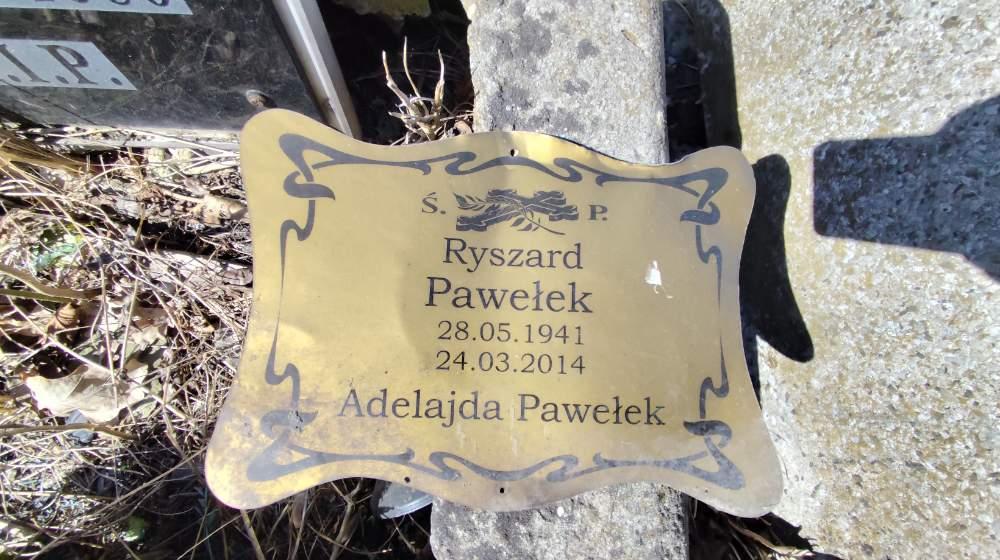 .I.P.
Ś. P.
Ryszard
Pawełek
28.05.1941
24.03.2014
Adelajda Pawełek